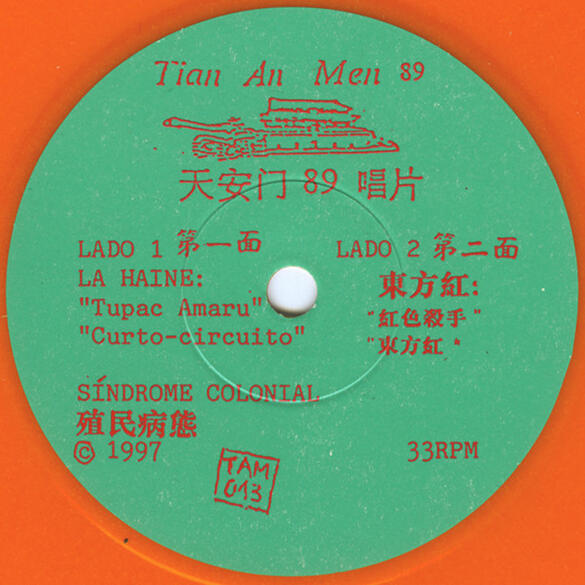 Tian An Men 89
天安门 89 唱片
LADO 1 第一面
LA HAINE:
"Tupac Amaru"
"Curto-circuito"
LADO 2 第二面
東方紅:
"紅色殺手"
"東方紅"
SÍNDROME COLONIAL
殖民病態
© 1997
33RPM
TAM
013